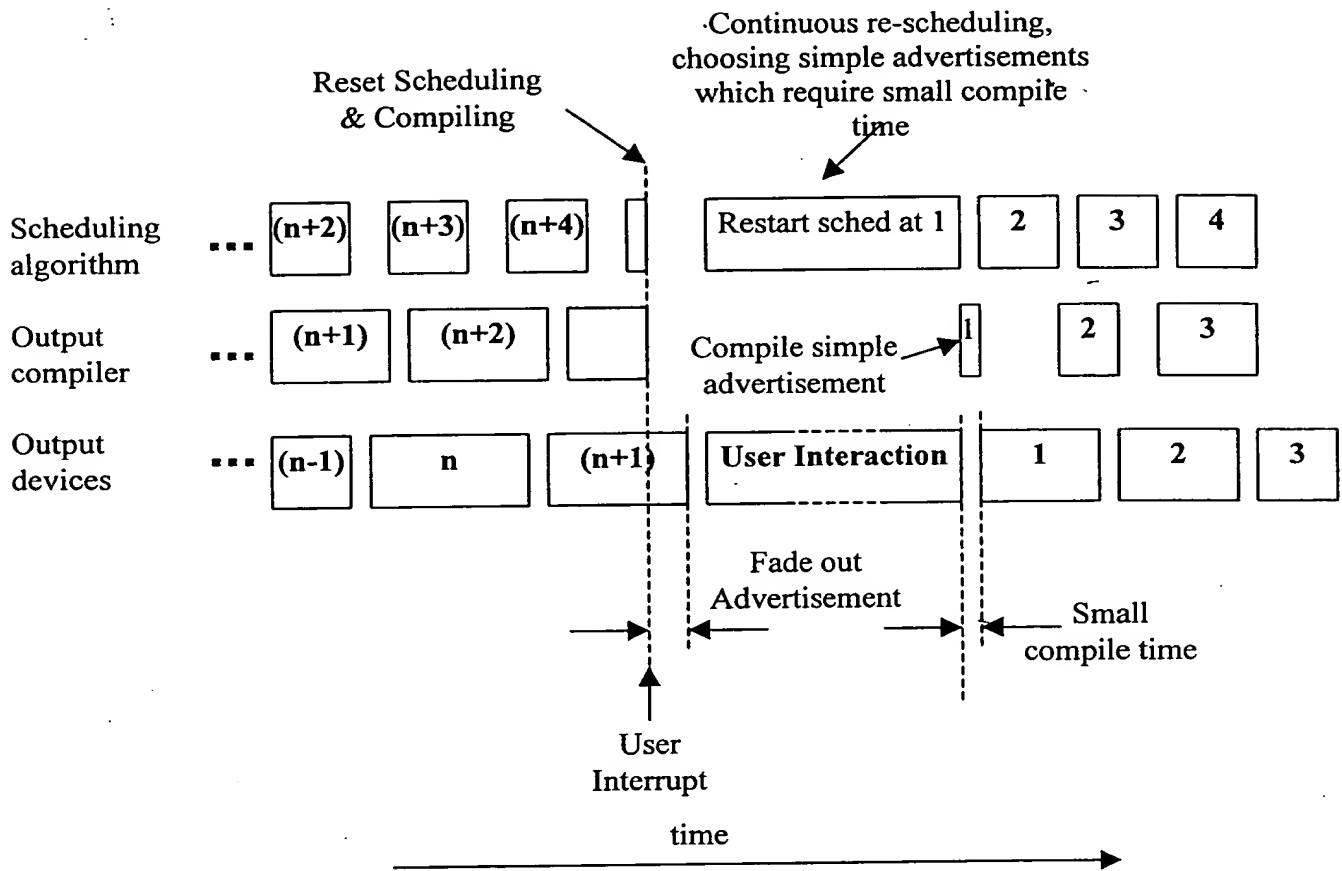 Continuous re-scheduling,
choosing simple advertisements
which require small compile
time
Reset Scheduling
& Compiling
Scheduling
algorithm
(n+2)
(n+3)
(n+4)
Restart sched at 1
2
3
4
Output
compiler
(n+1)
(n+2)
Compile simple
advertisement
1
2
3
Output
devices
(n-1)
n
(n+1)
User Interaction
1
2
3
Fade out
Advertisement
Small
compile time
User
Interrupt
time